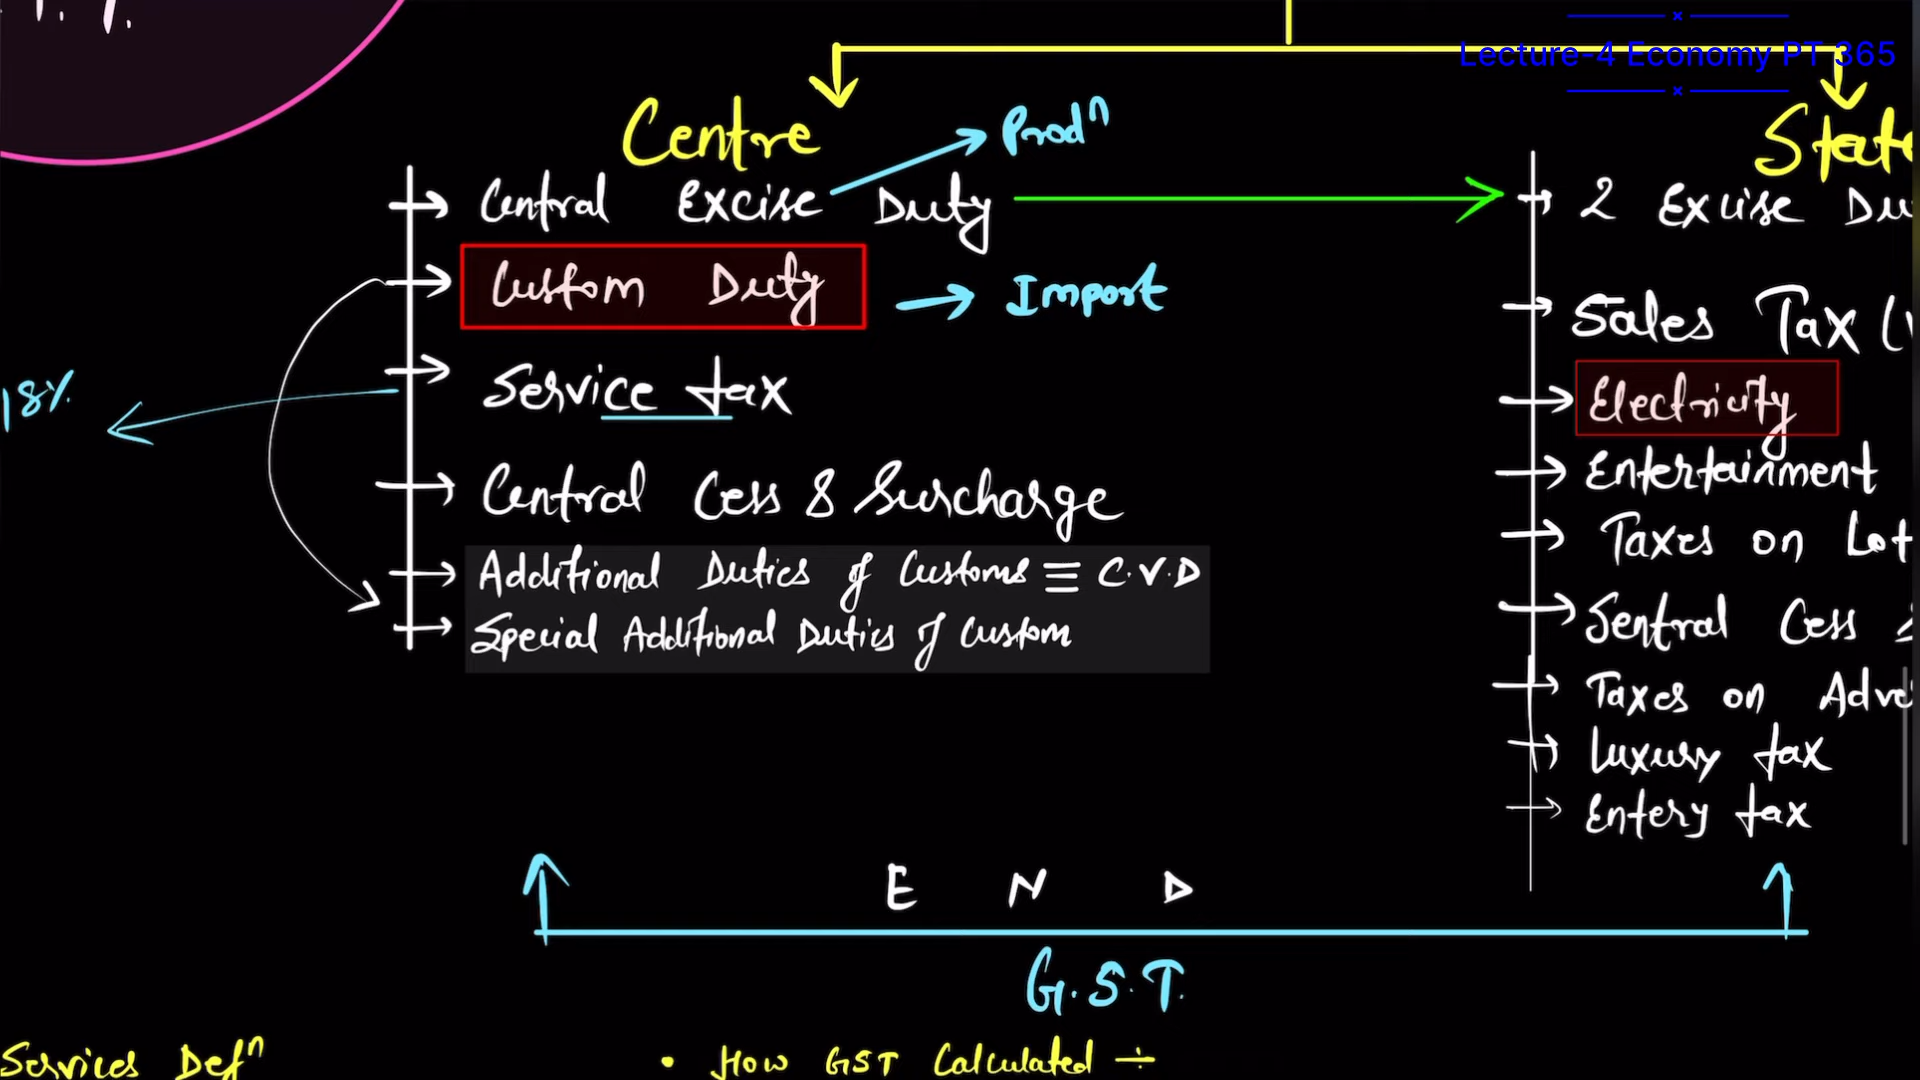 Lecture-4 Economy PT 365
Centre
Prodⁿ
Central Excise Duty
Custom Duty
Import
Service tax
18%
Central Cess & Surcharge
Additional Duties of Customs ≡ C.V.D
Special Additional Duties of Custom
State
2 Excise Du
Sales Tax (
Electricity
Entertainment
Taxes on Lot
Sentral Cess
Taxes on Adve
Luxury tax
Entery tax
E N D
G.S.T.
Services Defⁿ
• How GST Calculated ÷